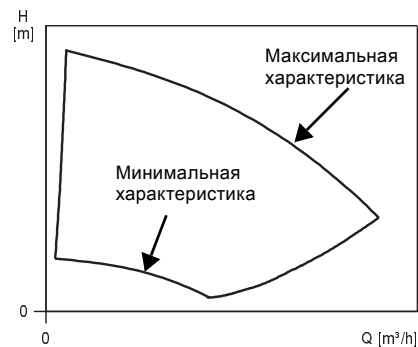 H
[m]
Максимальная
характеристика
Минимальная
характеристика
0
0
Q [m³/h]